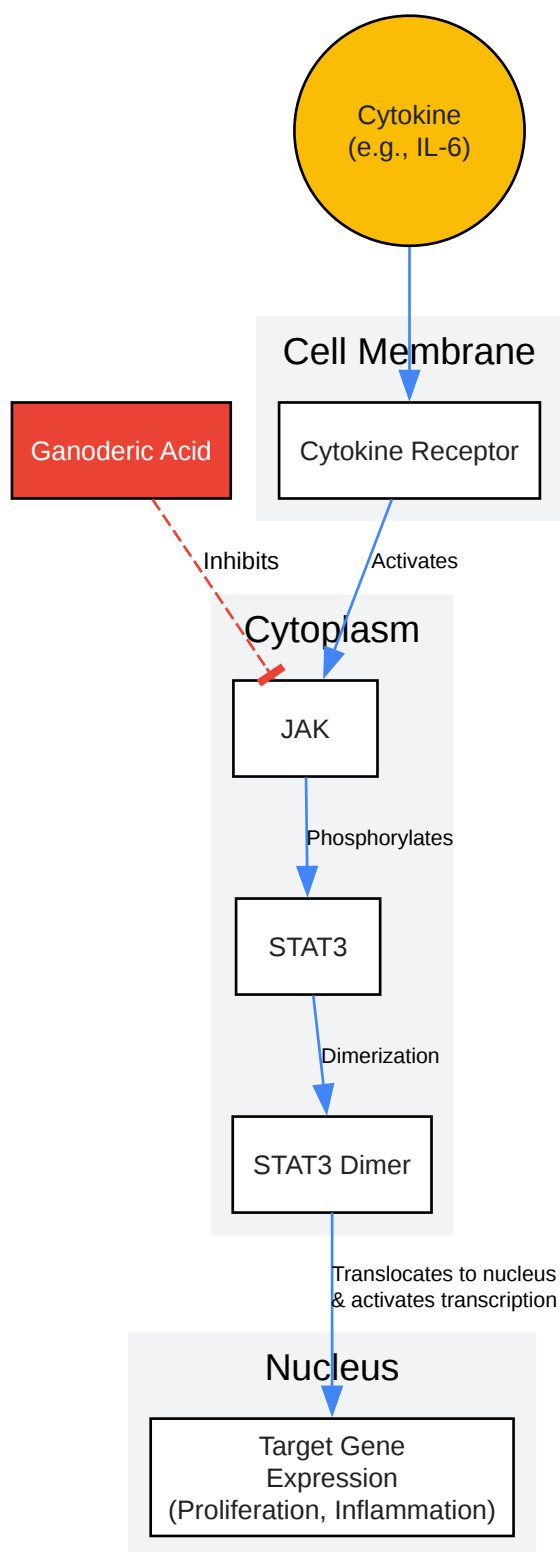 Cytokine
(e.g., IL-6)
Cell Membrane
Ganoderic Acid
Cytokine Receptor
Inhibits
Activates
Cytoplasm
JAK
Phosphorylates
STAT3
Dimerization
STAT3 Dimer
Translocates to nucleus
& activates transcription
Nucleus
Target Gene
Expression
(Proliferation, Inflammation)